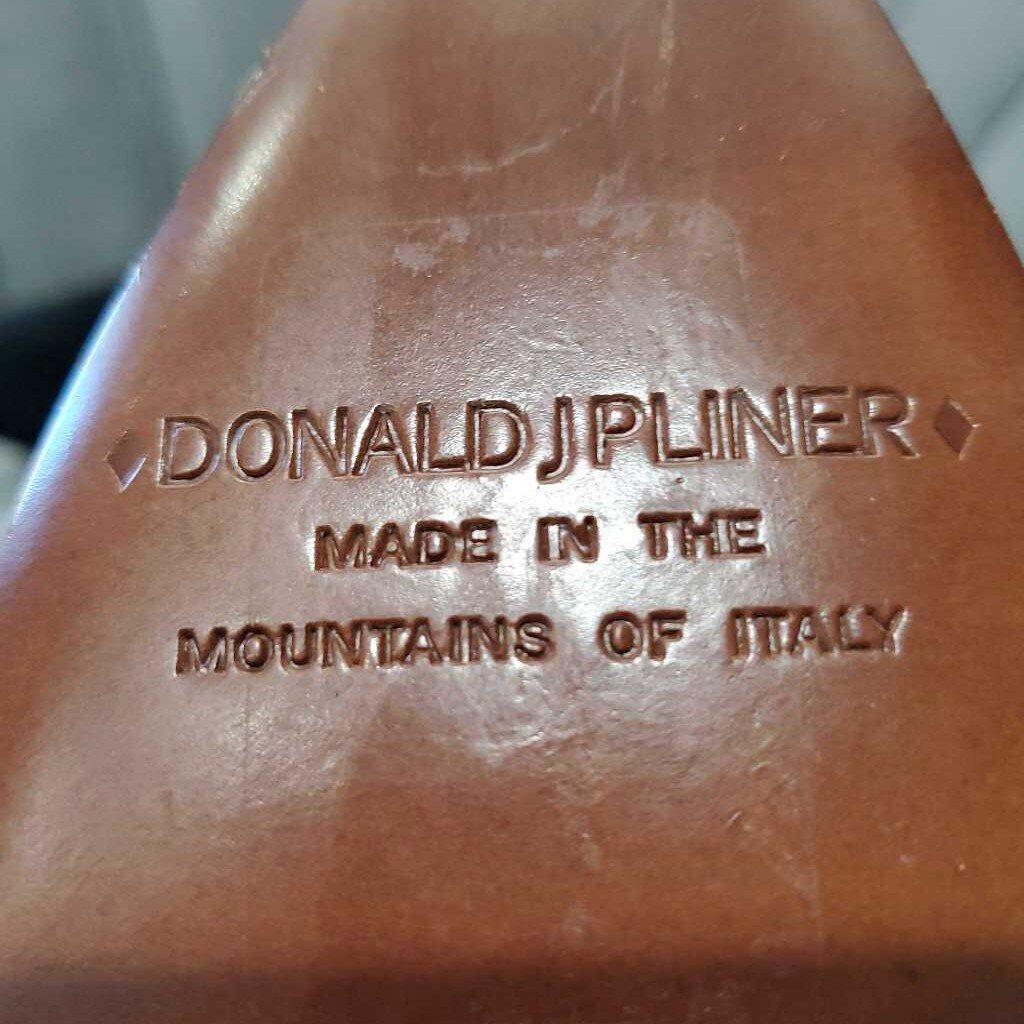 DONALD J PLINER
MADE IN THE
MOUNTAINS OF ITALY